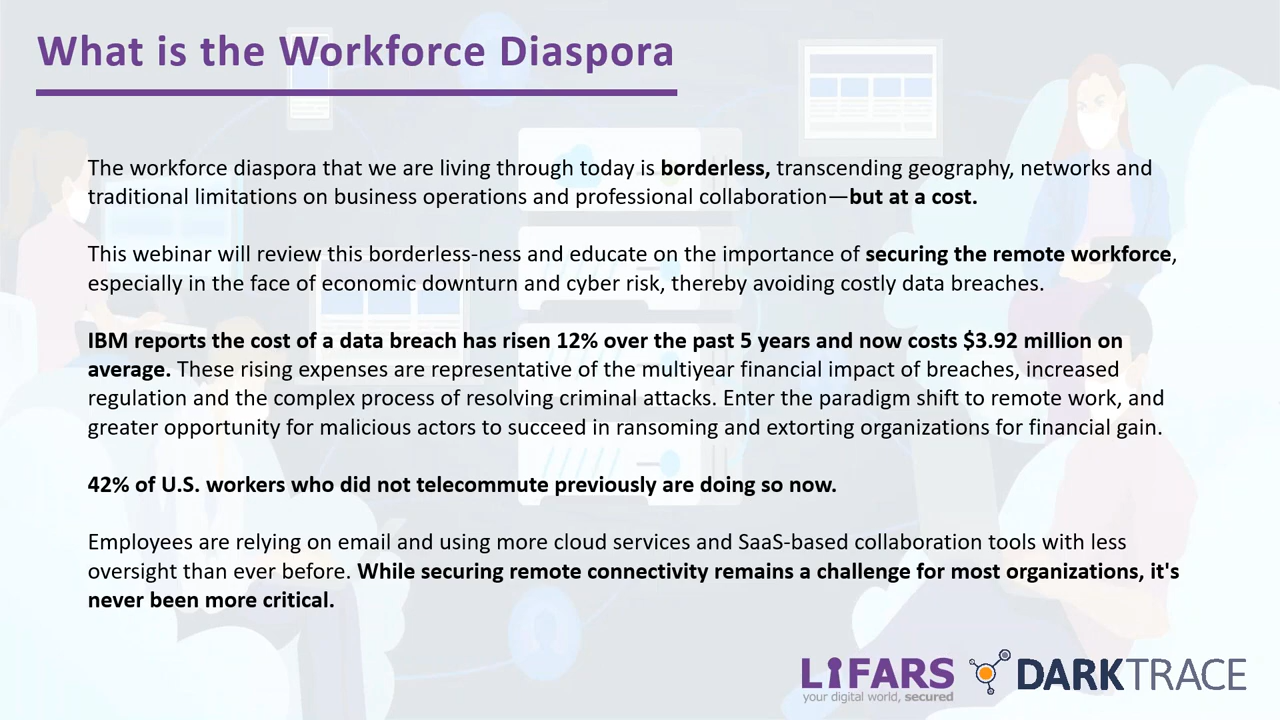 What is the Workforce Diaspora
The workforce diaspora that we are living through today is borderless, transcending geography, networks and
traditional limitations on business operations and professional collaboration—but at a cost.
This webinar will review this borderless-ness and educate on the importance of securing the remote workforce,
especially in the face of economic downturn and cyber risk, thereby avoiding costly data breaches.
IBM reports the cost of a data breach has risen 12% over the past 5 years and now costs $3.92 million on
average. These rising expenses are representative of the multiyear financial impact of breaches, increased
regulation and the complex process of resolving criminal attacks. Enter the paradigm shift to remote work, and
greater opportunity for malicious actors to succeed in ransoming and extorting organizations for financial gain.
42% of U.S. workers who did not telecommute previously are doing so now.
Employees are relying on email and using more cloud services and SaaS-based collaboration tools with less
oversight than ever before. While securing remote connectivity remains a challenge for most organizations, it's
never been more critical.
LIFARS
your digital world, secured
DARKTRACE